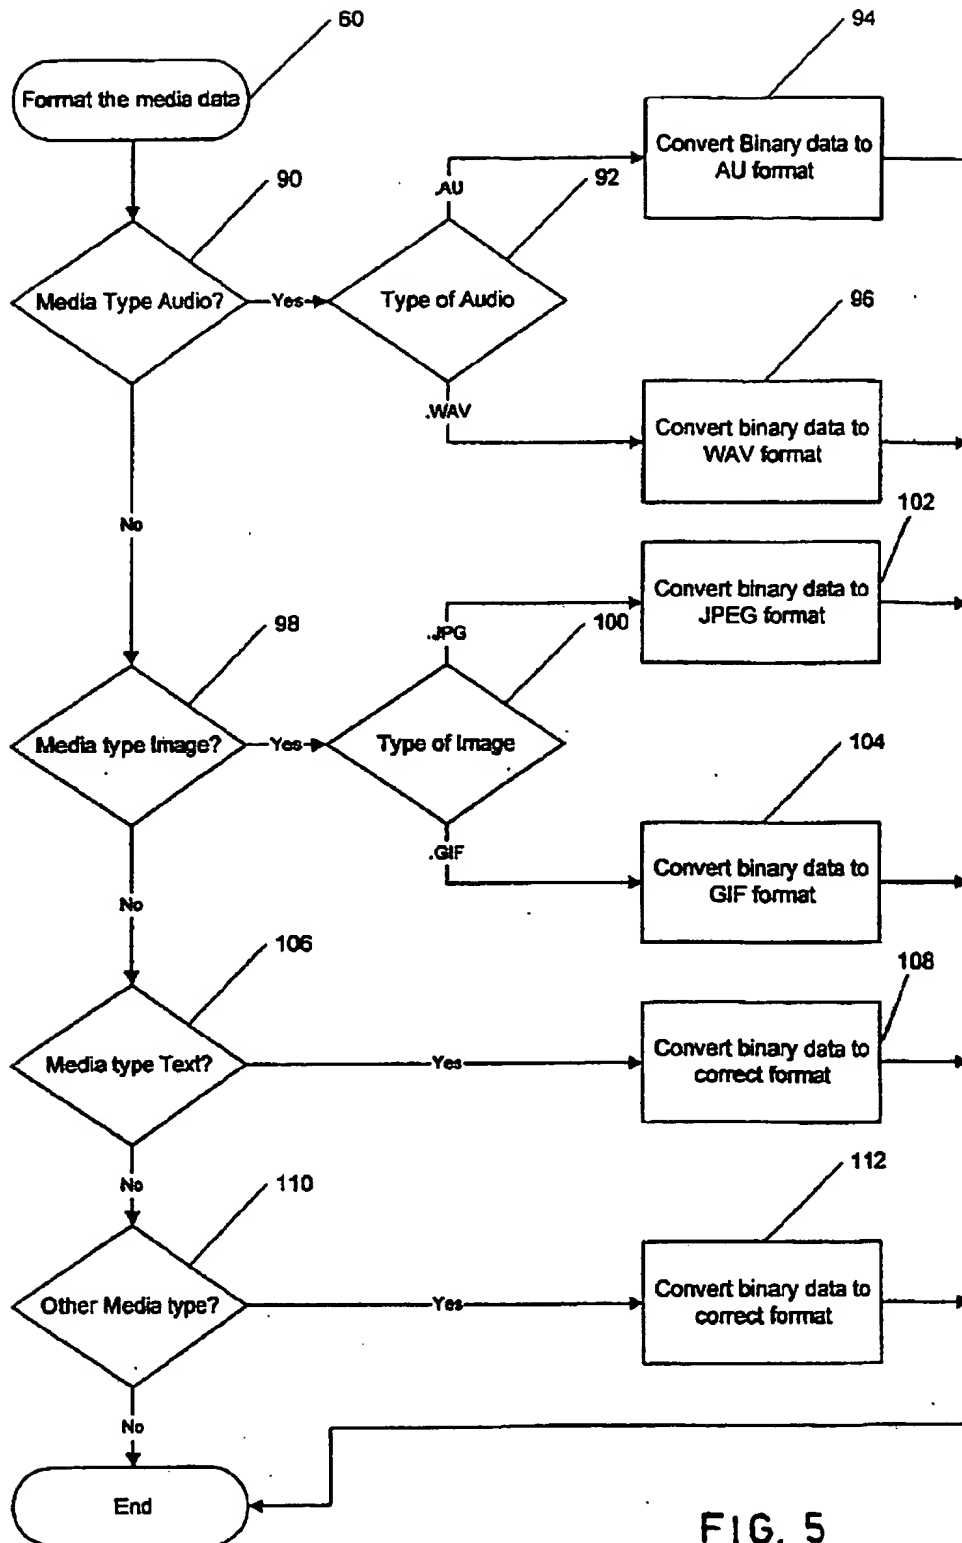 60
94
Format the media data
Convert Binary data to
AU format
90
92
.AU
Media Type Audio?
Yes
Type of Audio
96
.WAV
Convert binary data to
WAV format
No
102
Convert binary data to
JPEG format
98
100
.JPG
Media type Image?
Yes
Type of Image
104
.GIF
Convert binary data to
GIF format
No
106
108
Media type Text?
Yes
Convert binary data to
correct format
No
110
112
Other Media type?
Yes
Convert binary data to
correct format
No
End
FIG. 5